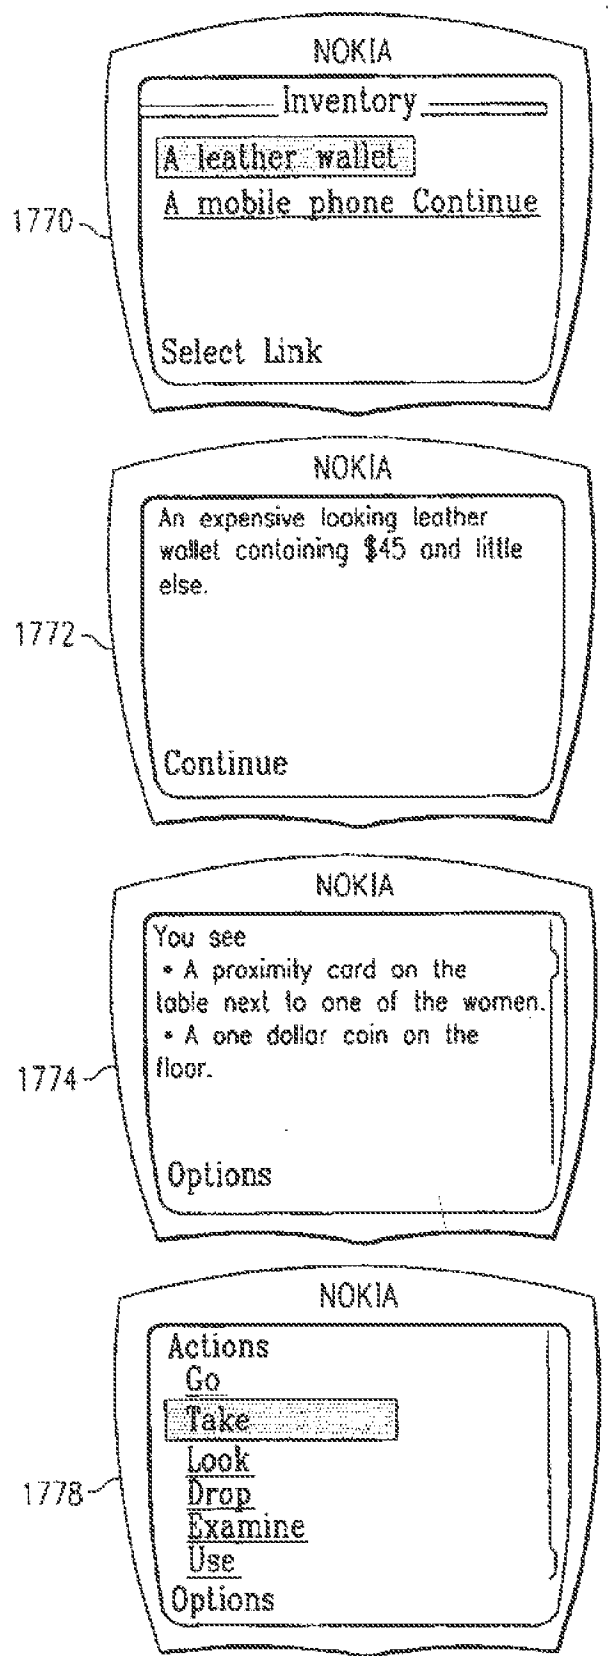 NOKIA
Inventory
A leather wallet
A mobile phone Continue
1770
Select Link
NOKIA
An expensive looking leather
wallet containing $45 and little
else.
1772
Continue
NOKIA
You see
• A proximity card on the
table next to one of the women.
• A one dollar coin on the
floor.
1774
Options
NOKIA
Actions
Go
Take
Look
1778
Drop
Examine
Use
Options